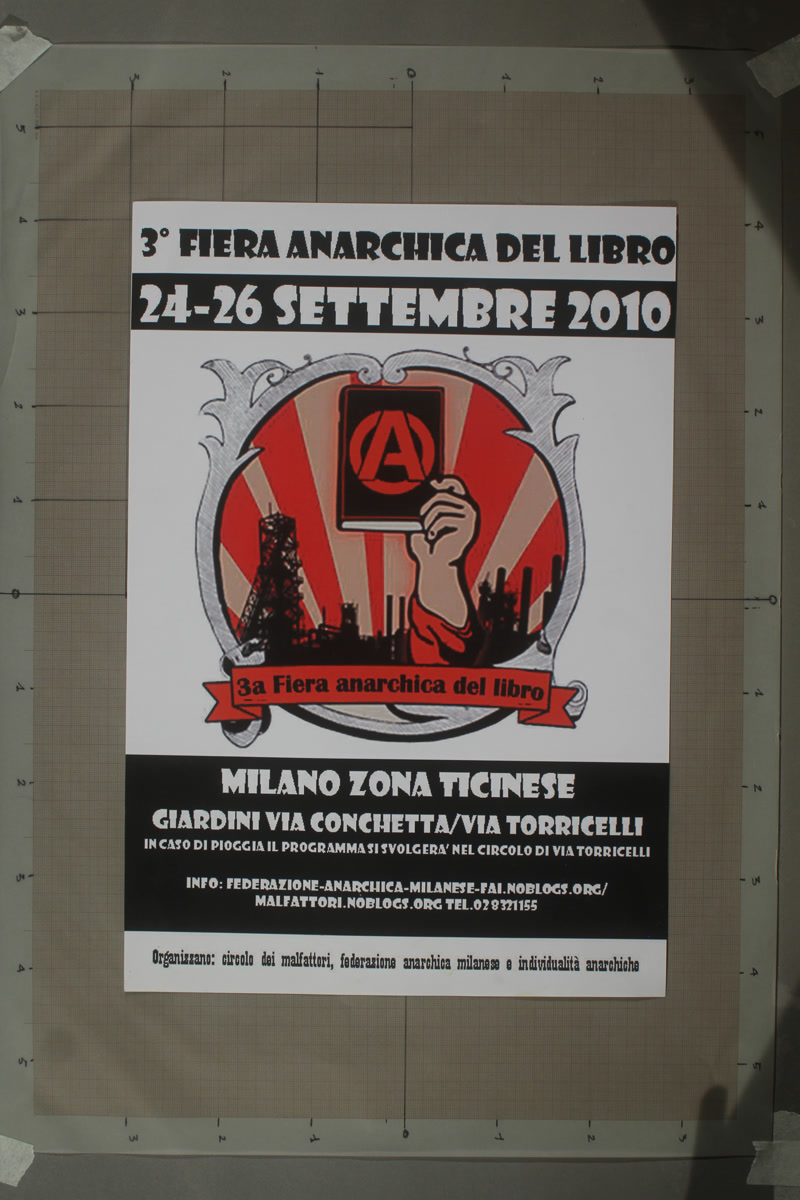 3° FIERA ANARCHICA DEL LIBRO
24-26 SETTEMBRE 2010
A
3a Fiera anarchica del libro
MILANO ZONA TICINESE
GIARDINI VIA CONCHETTA/VIA TORRICELLI
IN CASO DI PIOGGIA IL PROGRAMMA SI SVOLGERA' NEL CIRCOLO DI VIA TORRICELLI
INFO: FEDERAZIONE-ANARCHICA-MILANESE-FAI.NOBLOGS.ORG/
MALFATTORI.NOBLOGS.ORG TEL.028321155
Organizzano: circolo dei malfattori, federazione anarchica milanese e individualità anarchiche